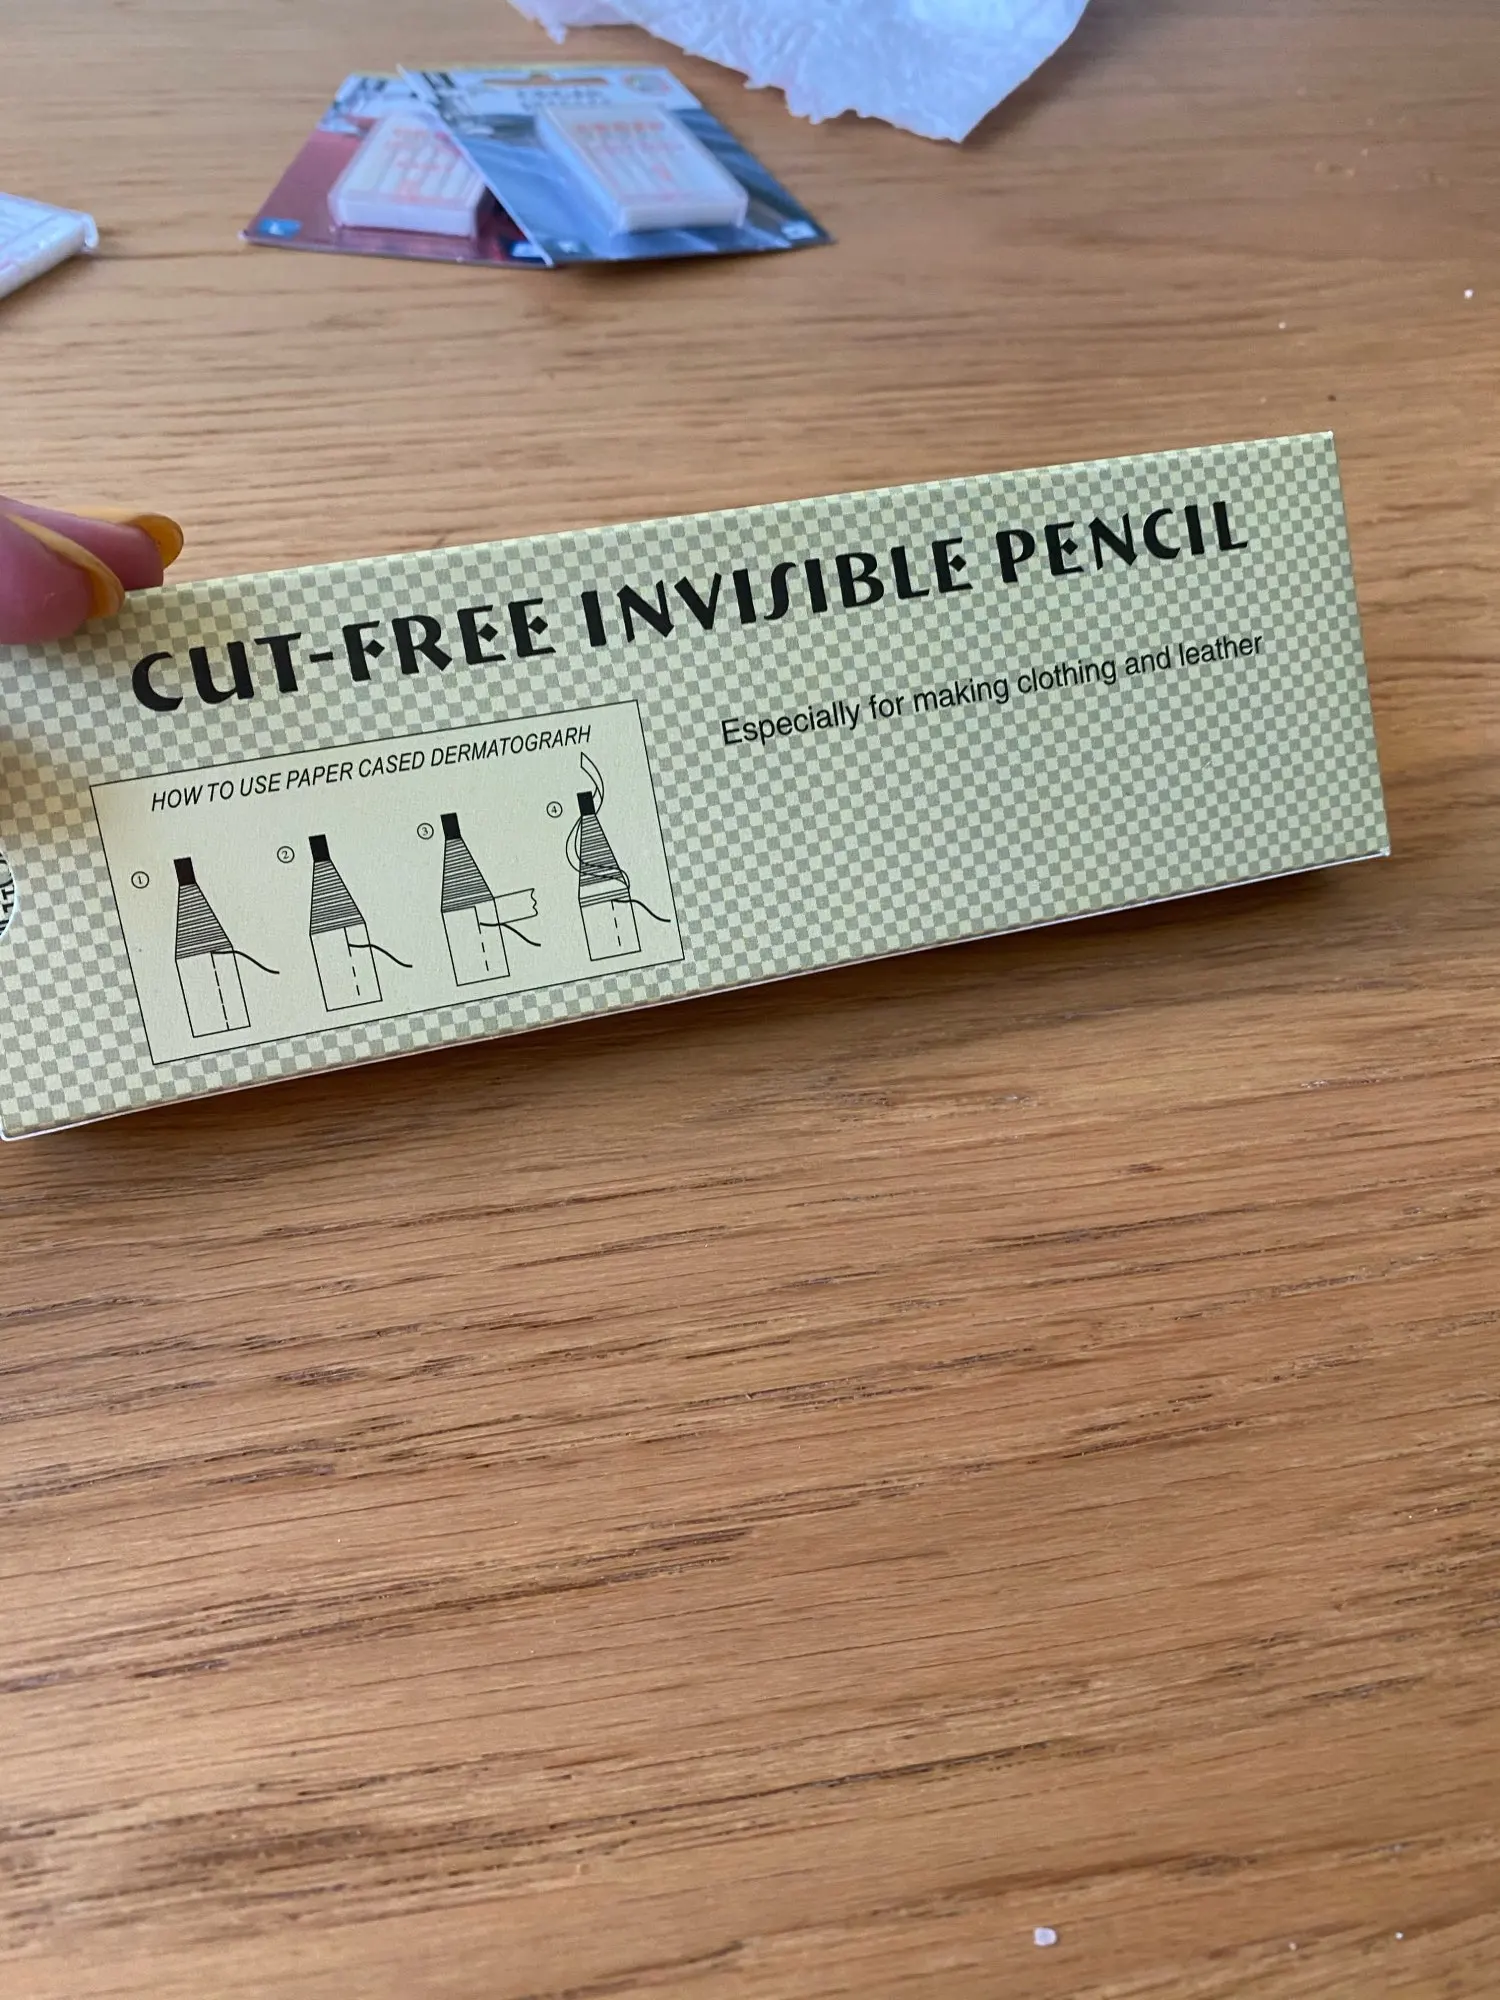 CUT-FREE INVISIBLE PENCIL
Especially for making clothing and leather
HOW TO USE PAPER CASED DERMATOGRARH
1
2
3
4